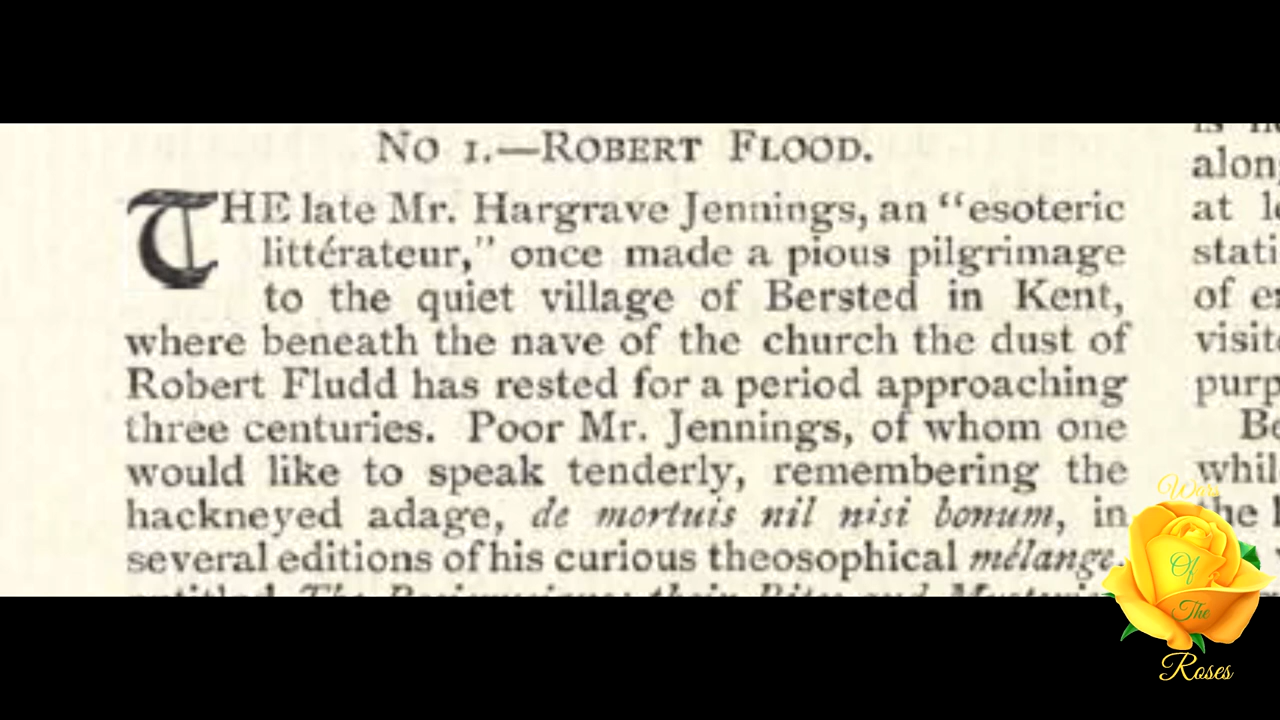 No 1.—Robert Flood.
THE late Mr. Hargrave Jennings, an “esoteric
littérateur,” once made a pious pilgrimage
to the quiet village of Bersted in Kent,
where beneath the nave of the church the dust of
Robert Fludd has rested for a period approaching
three centuries. Poor Mr. Jennings, of whom one
would like to speak tenderly, remembering the
hackneyed adage, de mortuis nil nisi bonum, in
several editions of his curious theosophical mélange,
at
of
the
Wars
Of
The
Roses